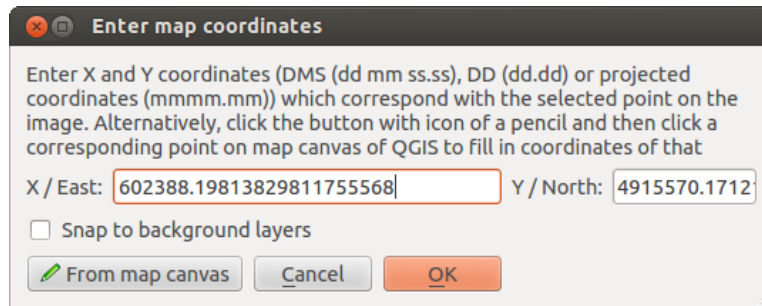 Enter map coordinates
Enter X and Y coordinates (DMS (dd mm ss.ss), DD (dd.dd) or projected
coordinates (mmmm.mm)) which correspond with the selected point on the
image. Alternatively, click the button with icon of a pencil and then click a
corresponding point on map canvas of QGIS to fill in coordinates of that
X / East: 602388.19813829811755568 Y / North: 4915570.1712
Snap to background layers
From map canvas Cancel OK